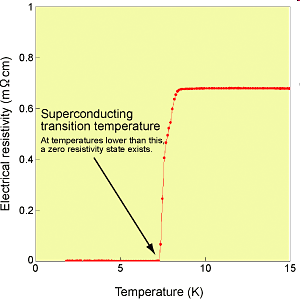 1
0.8
0.6
0.4
0.2
0
Electrical resistivity (m Ω cm)
Superconducting
transition temperature
At temperatures lower than this,
a zero resistivity state exists.
0
5
10
15
Temperature (K)